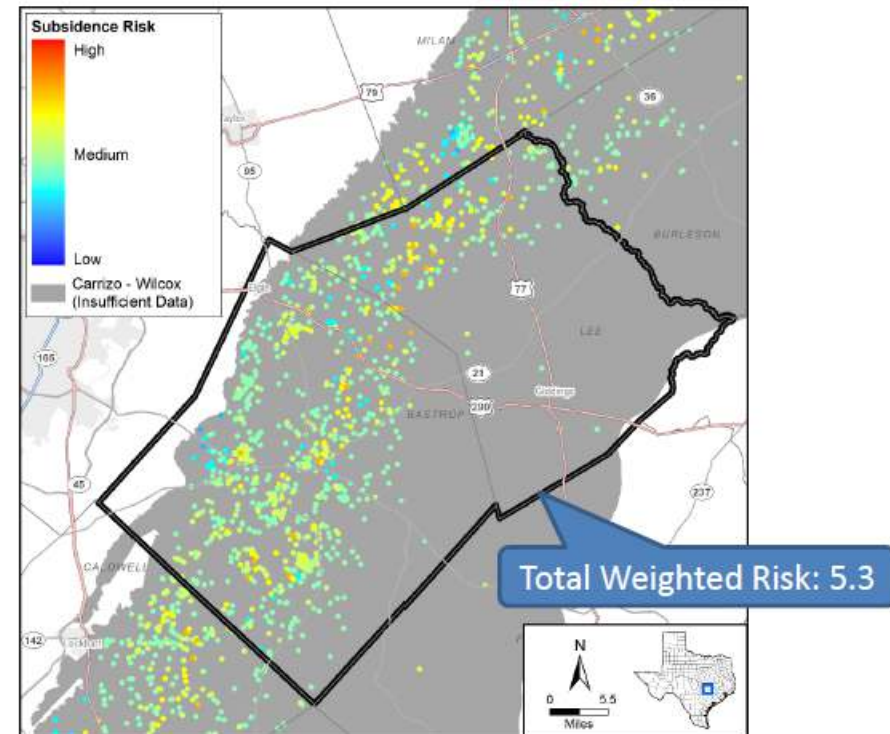 Subsidence Risk
High
Medium
Low
Carrizo - Wilcox
(Insufficient Data)
MILAM
79
36
95
BURLESON
Elgin
77
LEE
165
21
Giddings
290
BASTROP
45
237
CALDWELL
Total Weighted Risk: 5.3
142
Lockhart
N
0 5.5
Miles